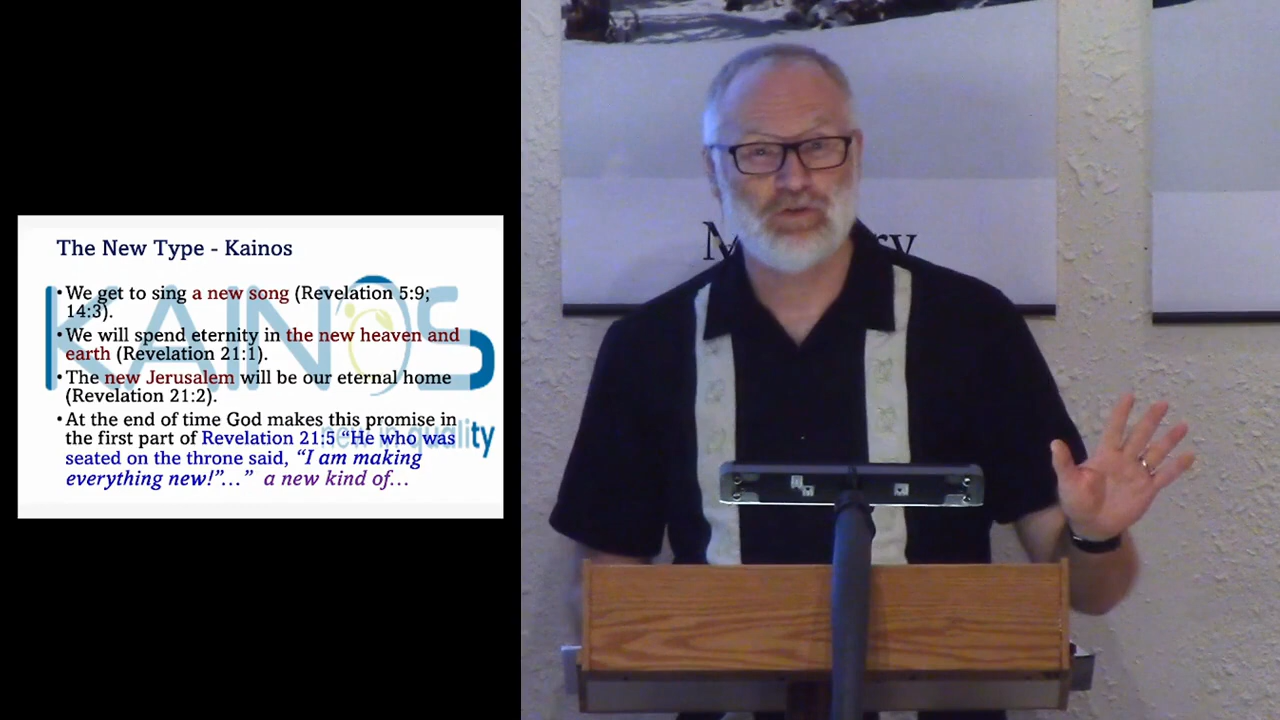 The New Type - Kainos
• We get to sing a new song (Revelation 5:9;
14:3).
• We will spend eternity in the new heaven and
earth (Revelation 21:1).
• The new Jerusalem will be our eternal home
(Revelation 21:2).
• At the end of time God makes this promise in
the first part of Revelation 21:5 “He who was
seated on the throne said, “I am making
everything new!”…” a new kind of…
KAINOS
new in quality